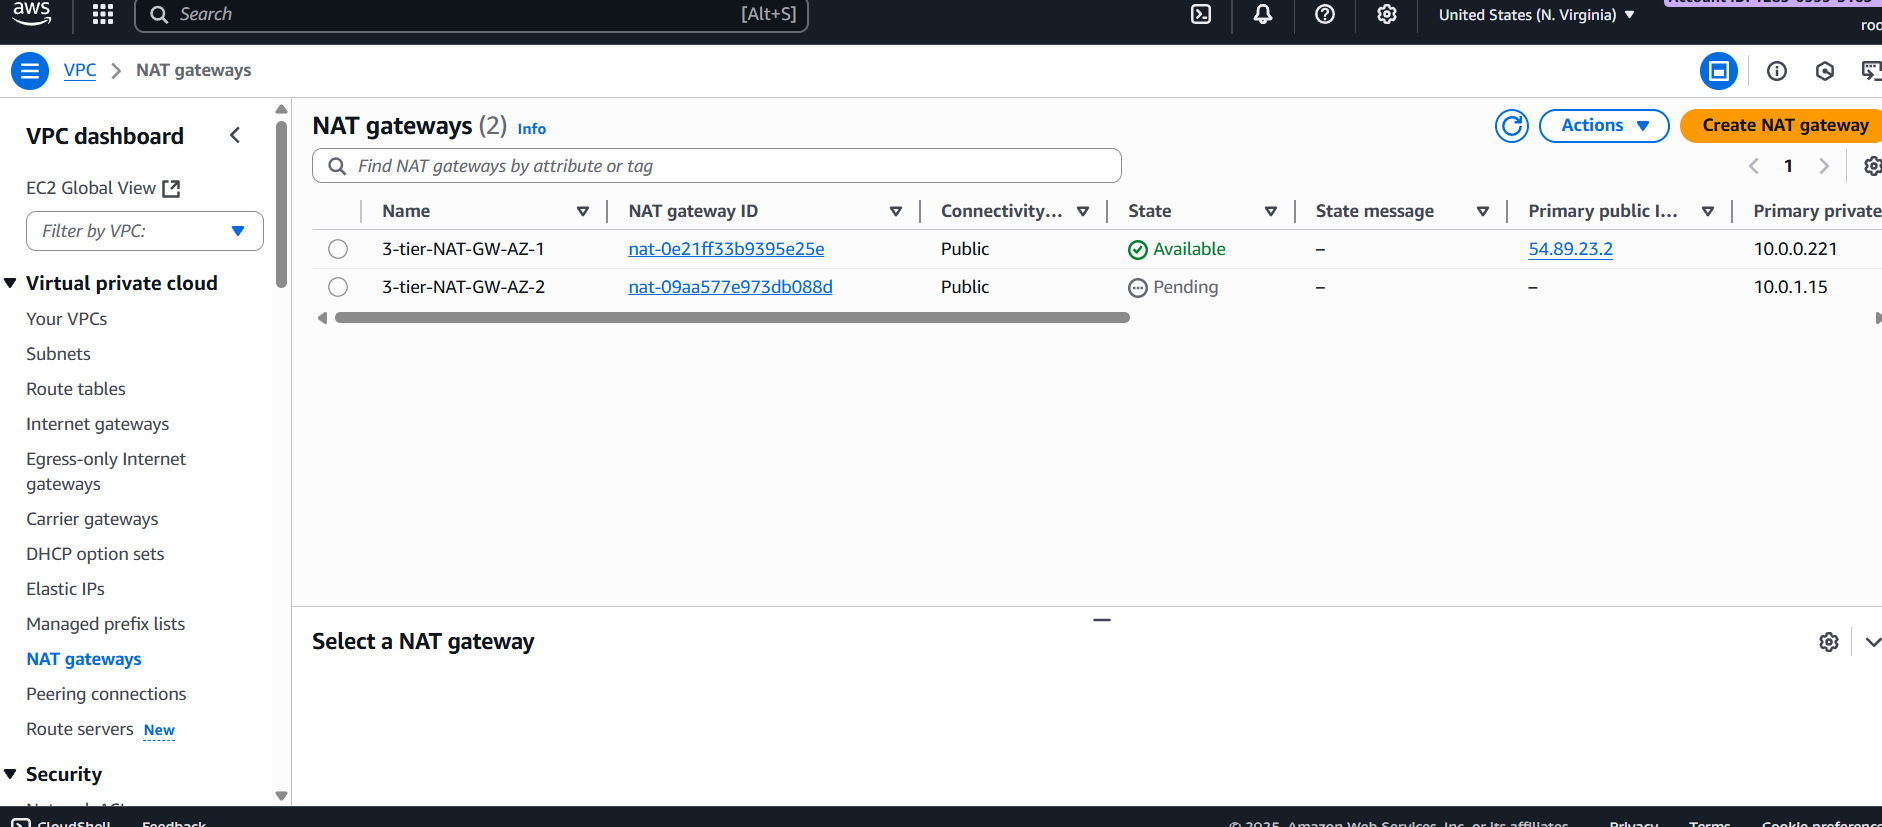 aws
Search [Alt+S]
United States (N. Virginia)
VPC NAT gateways
VPC dashboard
EC2 Global View
Filter by VPC:
Virtual private cloud
Your VPCs
Subnets
Route tables
Internet gateways
Egress-only Internet
gateways
Carrier gateways
DHCP option sets
Elastic IPs
Managed prefix lists
NAT gateways
Peering connections
Route servers New
Security
NAT gateways (2) Info
Actions
Create NAT gateway
Find NAT gateways by attribute or tag
1
Name NAT gateway ID Connectivity... State State message Primary public I... Primary private
3-tier-NAT-GW-AZ-1 nat-0e21ff33b9395e25e Public Available – 54.89.23.2 10.0.0.221
3-tier-NAT-GW-AZ-2 nat-09aa577e973db088d Public Pending – – 10.0.1.15
Select a NAT gateway
CloudShell Feedback
© 2025, Amazon Web Services, Inc. or its affiliates. Privacy Terms Cookie preference